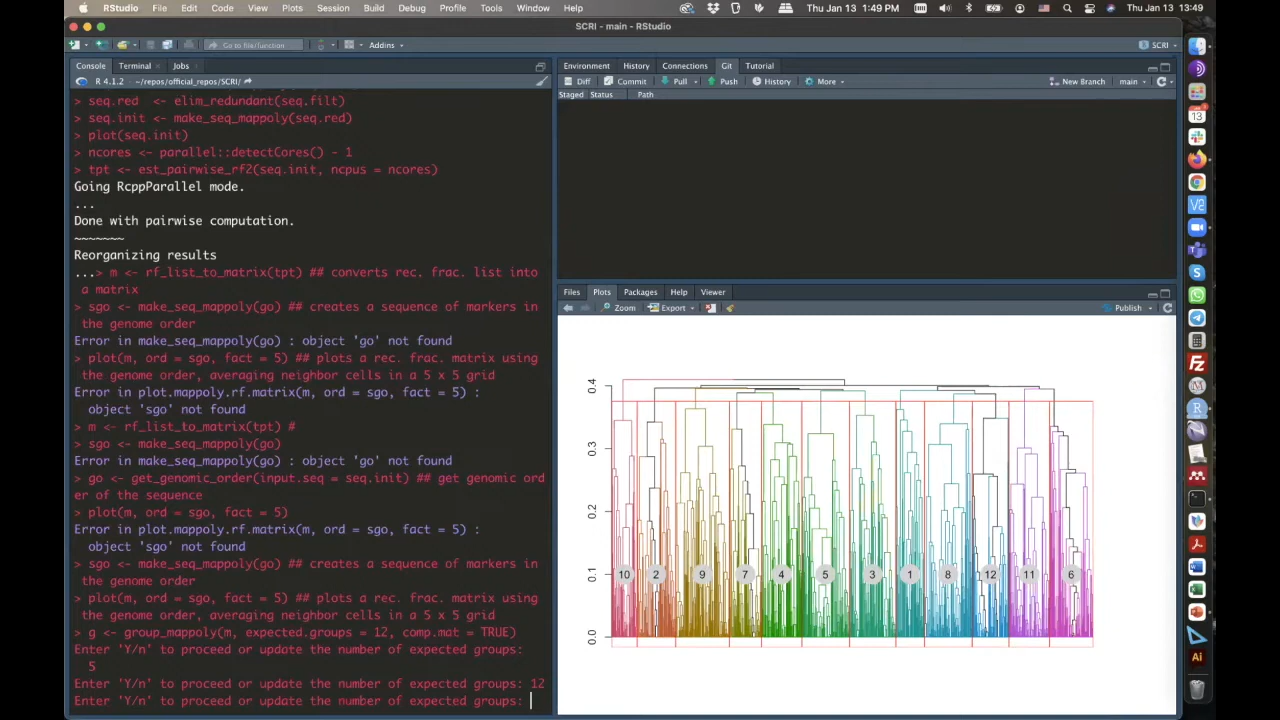 RStudio File Edit Code View Plots Session Build Debug Profile Tools Window Help
Thu Jan 13 1:49 PM
Thu Jan 13 13:49
SCRI - main - RStudio
Go to file/function
Addins
SCRI
Console Terminal Jobs
R 4.1.2 · ~/repos/official_repos/SCRI/
> seq.red  <- elim_redundant(seq.filt)
> seq.init <- make_seq_mappoly(seq.red)
> plot(seq.init)
> ncores <- parallel::detectCores() - 1
> tpt <- est_pairwise_rf2(seq.init, ncpus = ncores)
Going RcppParallel mode.
...
Done with pairwise computation.
~~~~~~~
Reorganizing results
...> m <- rf_list_to_matrix(tpt) ## converts rec. frac. list into
a matrix
> sgo <- make_seq_mappoly(go) ## creates a sequence of markers in
the genome order
Error in make_seq_mappoly(go) : object 'go' not found
> plot(m, ord = sgo, fact = 5) ## plots a rec. frac. matrix using
the genome order, averaging neighbor cells in a 5 x 5 grid
Error in plot.mappoly.rf.matrix(m, ord = sgo, fact = 5) :
object 'sgo' not found
> m <- rf_list_to_matrix(tpt) #
> sgo <- make_seq_mappoly(go)
Error in make_seq_mappoly(go) : object 'go' not found
> go <- get_genomic_order(input.seq = seq.init) ## get genomic ord
er of the sequence
> plot(m, ord = sgo, fact = 5)
Error in plot.mappoly.rf.matrix(m, ord = sgo, fact = 5) :
object 'sgo' not found
> sgo <- make_seq_mappoly(go) ## creates a sequence of markers in
the genome order
> plot(m, ord = sgo, fact = 5) ## plots a rec. frac. matrix using
the genome order, averaging neighbor cells in a 5 x 5 grid
> g <- group_mappoly(m, expected.groups = 12, comp.mat = TRUE)
Enter 'Y/n' to proceed or update the number of expected groups:
5
Enter 'Y/n' to proceed or update the number of expected groups: 12
Enter 'Y/n' to proceed or update the number of expected groups:
Environment History Connections Git Tutorial
Diff Commit Pull Push History More New Branch main
Staged Status Path
Files Plots Packages Help Viewer
Zoom Export Publish
0.4
0.3
0.2
0.1
0.0
10 2 9 7 4 5 3 1 8 12 11 6
13
V2
S
Fz
M
R
W
X
P
Ai